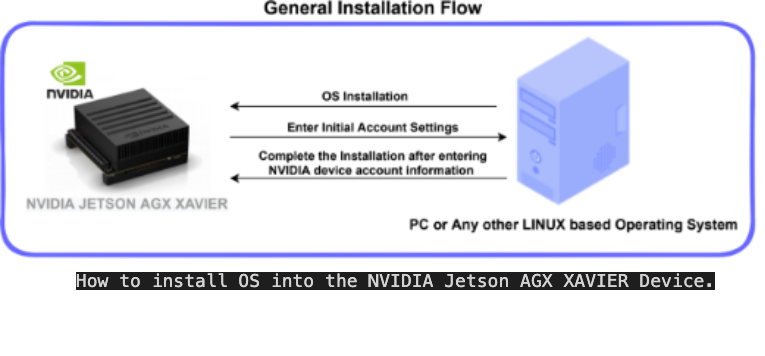 General Installation Flow
NVIDIA
OS Installation
Enter Initial Account Settings
Complete the Installation after entering
NVIDIA device account information
NVIDIA JETSON AGX XAVIER
PC or Any other LINUX based Operating System
How to install OS into the NVIDIA Jetson AGX XAVIER Device.